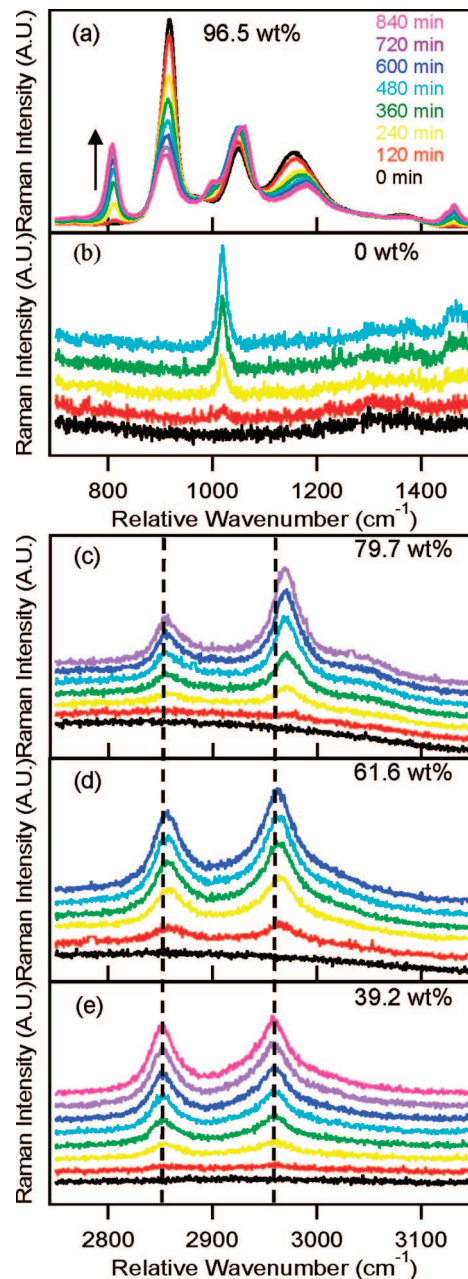 (a)
96.5 wt%
840 min
720 min
600 min
480 min
360 min
240 min
120 min
0 min
Raman Intensity (A.U.)
(b)
0 wt%
Raman Intensity (A.U.)
800 1000 1200 1400
Relative Wavenumber (cm⁻¹)
(c)
79.7 wt%
Raman Intensity (A.U.)
(d)
61.6 wt%
Raman Intensity (A.U.)
(e)
39.2 wt%
Raman Intensity (A.U.)
2800 2900 3000 3100
Relative Wavenumber (cm⁻¹)